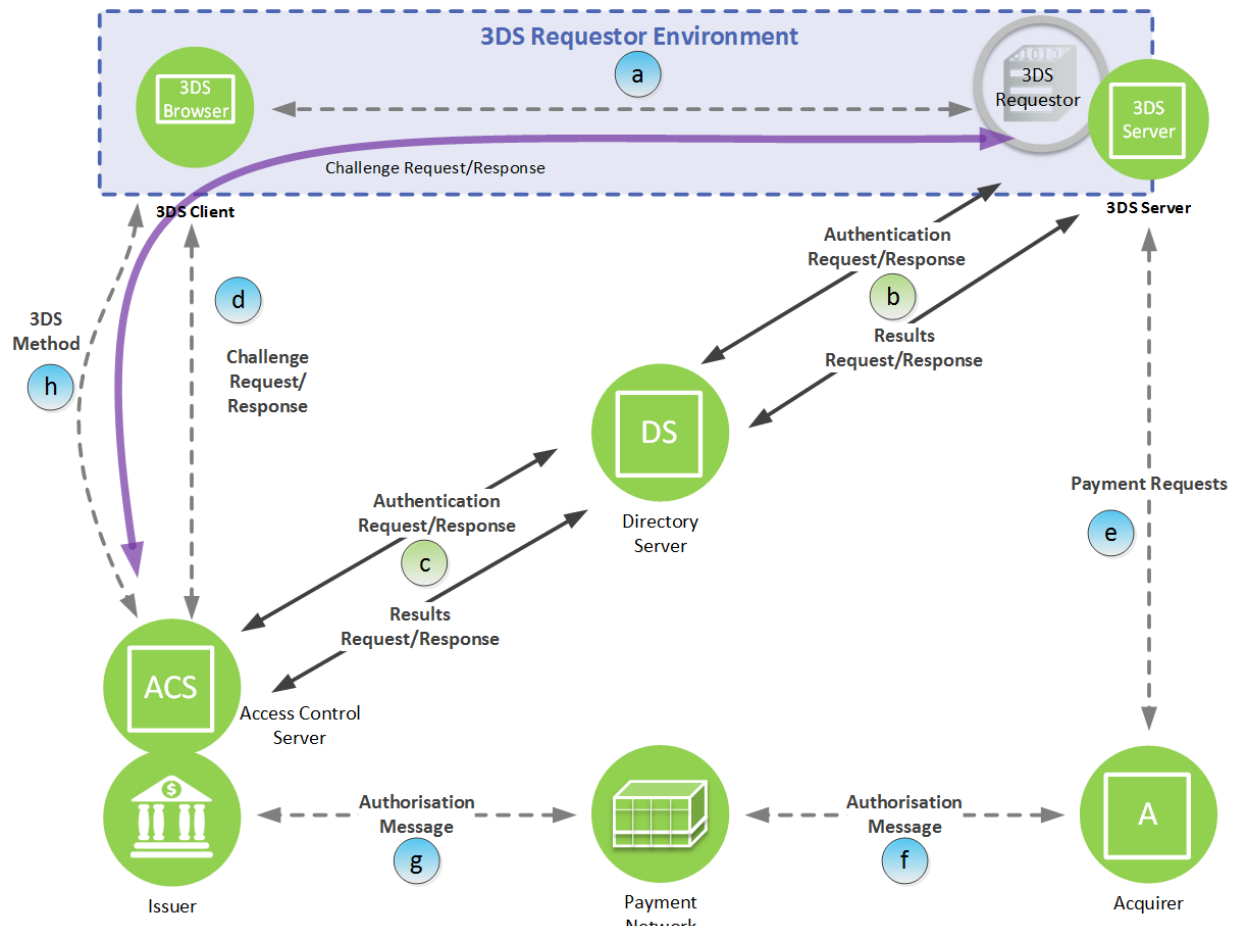 3DS Requestor Environment
a
01015
3DS
Browser
3DS
Requestor
3DS
Server
Challenge Request/Response
3DS Client
3DS Server
Authentication
Request/Response
b
Results
Request/Response
d
3DS
Method
h
Challenge
Request/
Response
DS
Directory
Server
Authentication
Request/Response
c
Results
Request/Response
Payment Requests
e
ACS
Access Control
Server
$
Issuer
Authorisation
Message
g
Payment
Network
Authorisation
Message
f
A
Acquirer